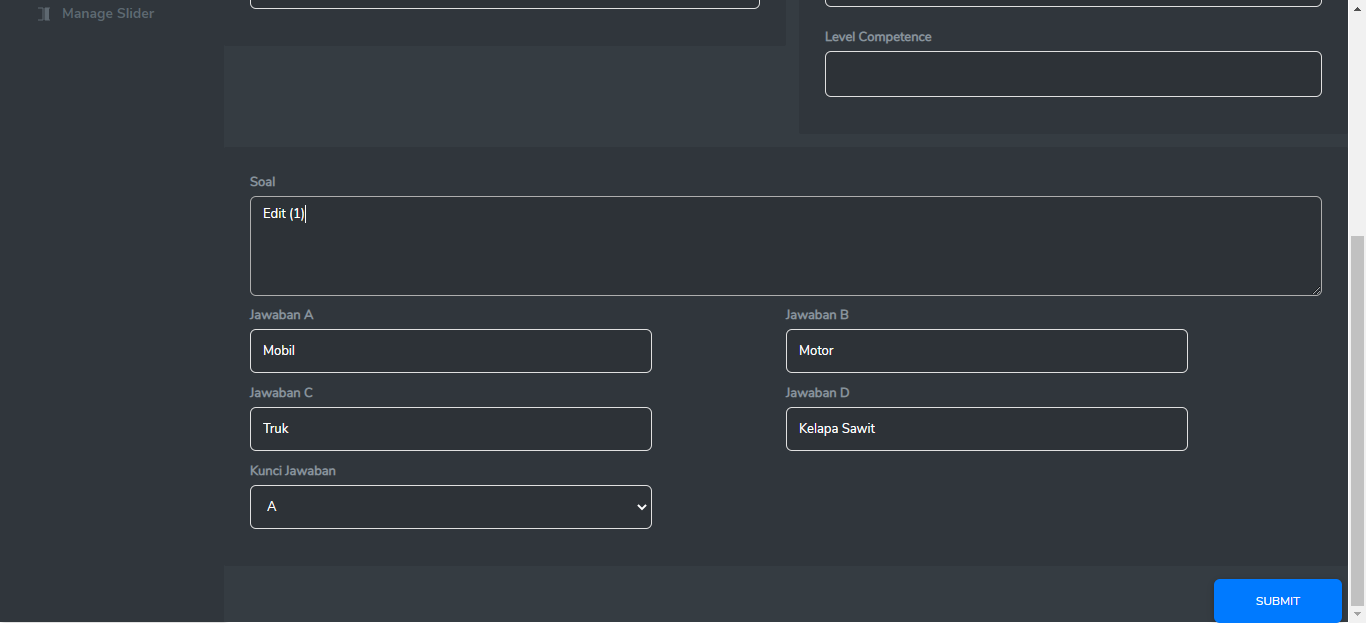 Manage Slider
Level Competence
Soal
Edit (1)
Jawaban A
Jawaban B
Mobil
Motor
Jawaban C
Jawaban D
Truk
Kelapa Sawit
Kunci Jawaban
A
SUBMIT